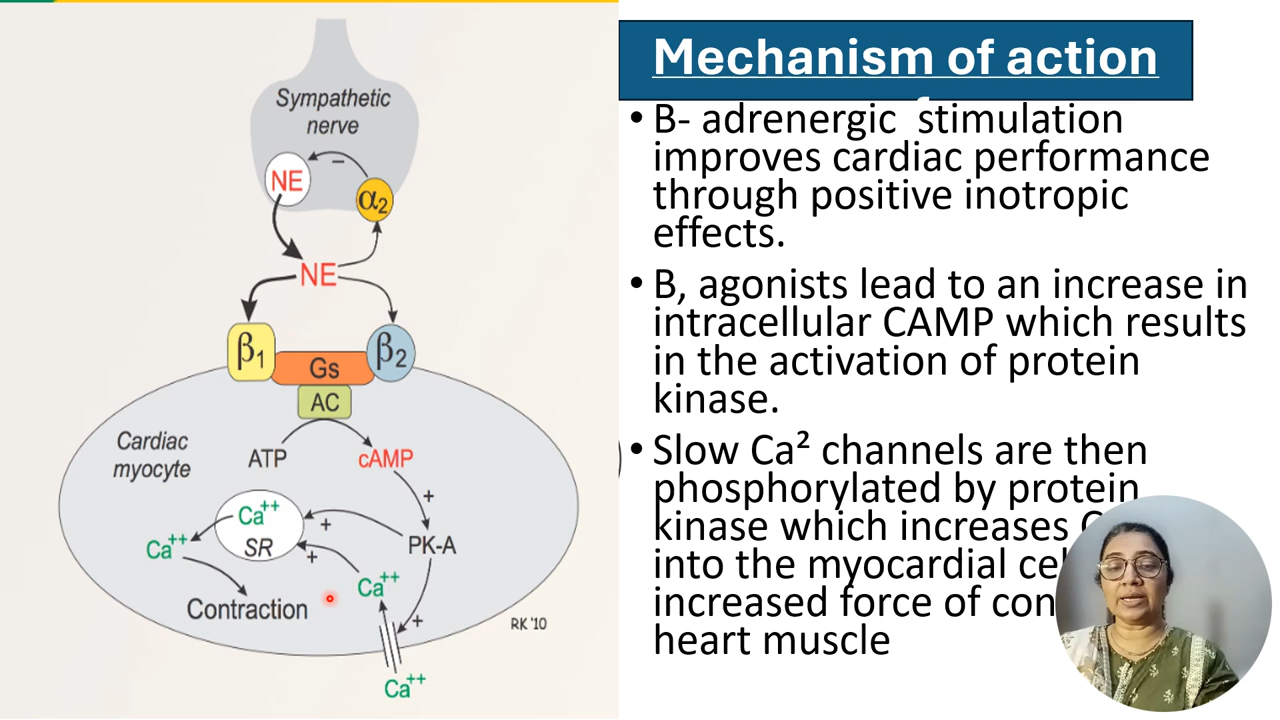 Sympathetic
nerve
NE
–
α2
NE
β1
β2
Gs
AC
Cardiac
myocyte
ATP
cAMP
+
Ca++
SR
+
Ca++
+
PK-A
Ca++
Contraction
+
RK '10
Ca++
Mechanism of action
• B- adrenergic stimulation
improves cardiac performance
through positive inotropic
effects.
• B, agonists lead to an increase in
intracellular CAMP which results
in the activation of protein
kinase.
• Slow Ca² channels are then
phosphorylated by protein
kinase which increases
into the myocardial
increased force of
heart muscle